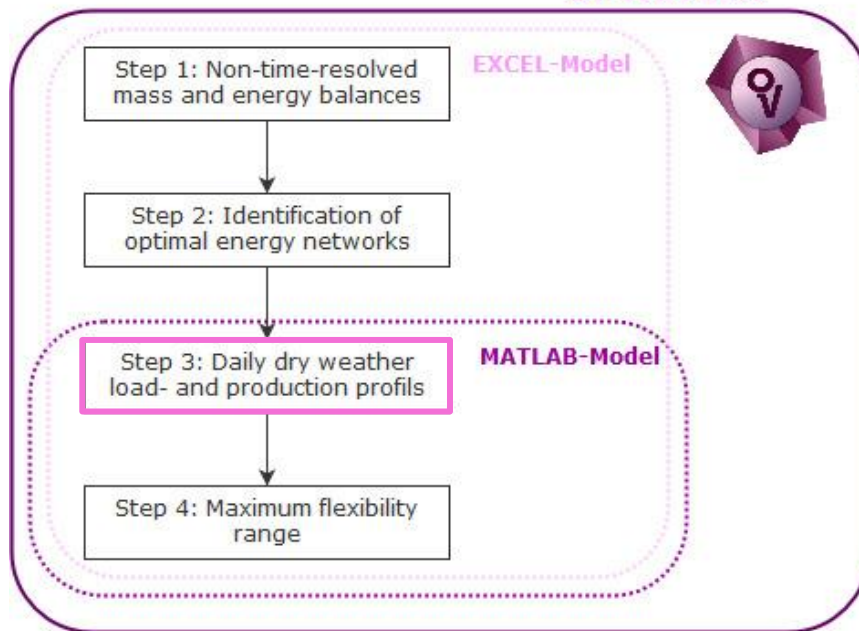 Step 1: Non-time-resolved
mass and energy balances
EXCEL-Model
OV
Step 2: Identification of
optimal energy networks
Step 3: Daily dry weather
load- and production profils
MATLAB-Model
Step 4: Maximum flexibility
range